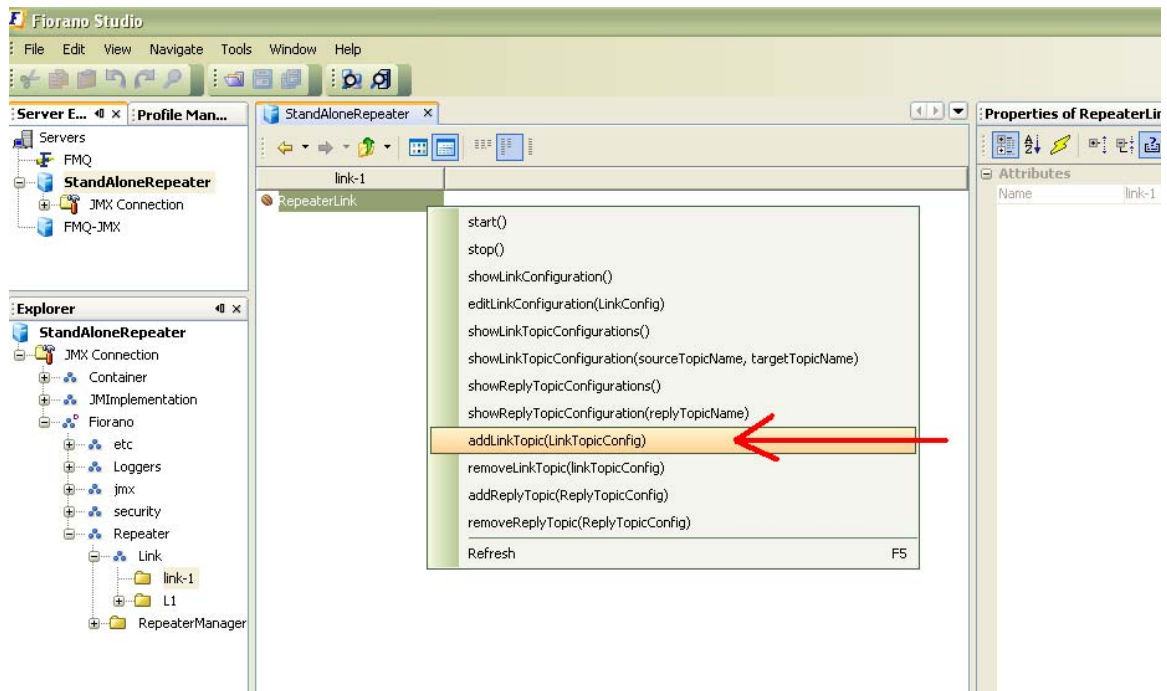 Fiorano Studio
File Edit View Navigate Tools Window Help
Server E... Profile Man...
Servers
FMQ
StandAloneRepeater
JMX Connection
FMQ-JMX
Explorer
StandAloneRepeater
JMX Connection
Container
JMImplementation
Fiorano
etc
Loggers
jmx
security
Repeater
Link
link-1
L1
RepeaterManager
StandAloneRepeater
link-1
RepeaterLink
start()
stop()
showLinkConfiguration()
editLinkConfiguration(LinkConfig)
showLinkTopicConfigurations()
showLinkTopicConfiguration(sourceTopicName, targetTopicName)
showReplyTopicConfigurations()
showReplyTopicConfiguration(replyTopicName)
addLinkTopic(LinkTopicConfig)
removeLinkTopic(linkTopicConfig)
addReplyTopic(ReplyTopicConfig)
removeReplyTopic(ReplyTopicConfig)
Refresh F5
Properties of RepeaterLin
Attributes
Name link-1